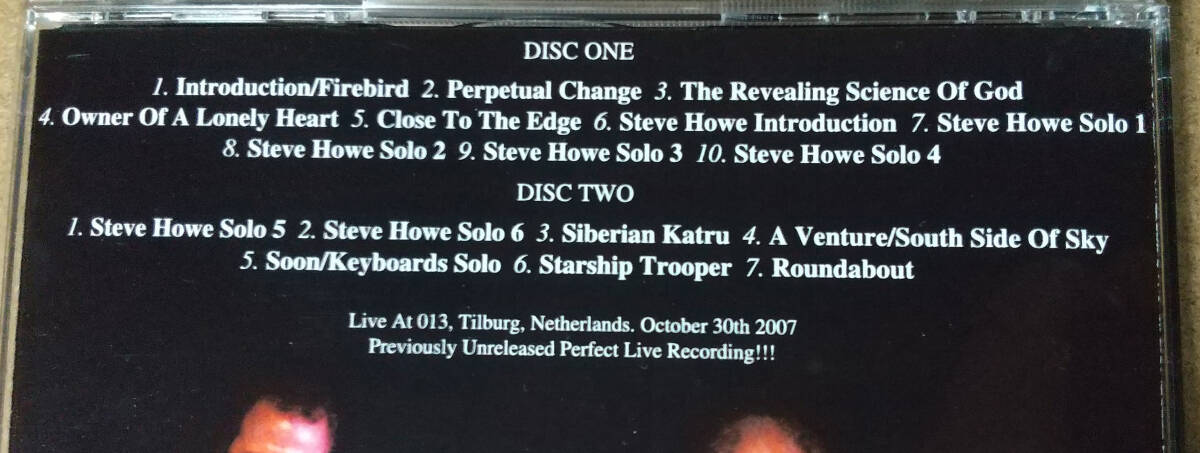 DISC ONE
1. Introduction/Firebird 2. Perpetual Change 3. The Revealing Science Of God
4. Owner Of A Lonely Heart 5. Close To The Edge 6. Steve Howe Introduction 7. Steve Howe Solo 1
8. Steve Howe Solo 2 9. Steve Howe Solo 3 10. Steve Howe Solo 4
DISC TWO
1. Steve Howe Solo 5 2. Steve Howe Solo 6 3. Siberian Katru 4. A Venture/South Side Of Sky
5. Soon/Keyboards Solo 6. Starship Trooper 7. Roundabout
Live At 013, Tilburg, Netherlands. October 30th 2007
Previously Unreleased Perfect Live Recording!!!